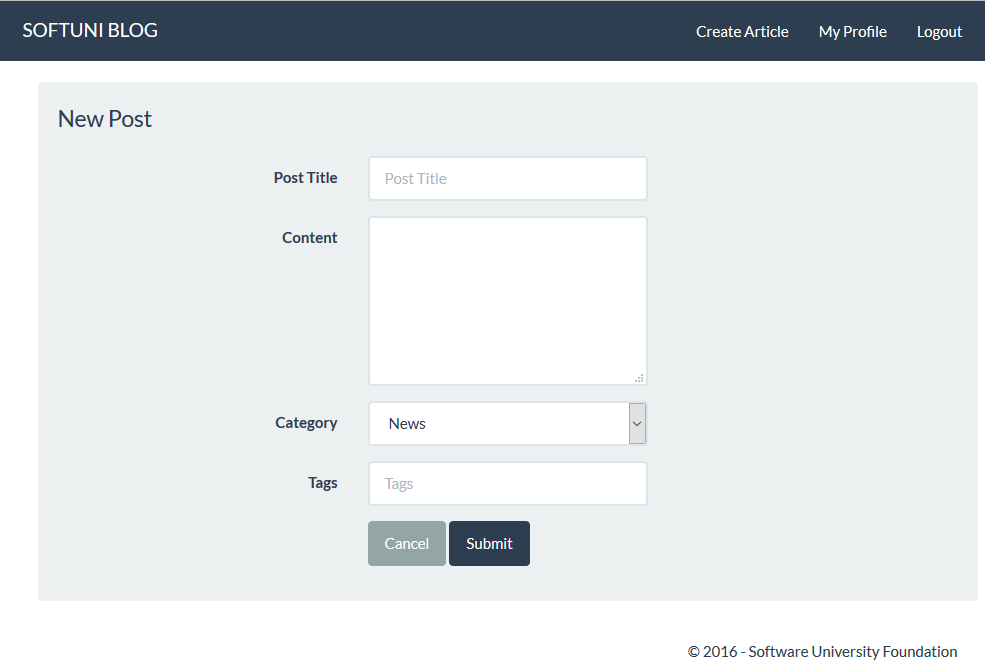 SOFTUNI BLOG
Create Article My Profile Logout
New Post
Post Title Post Title
Content
Category News
Tags Tags
Cancel Submit
© 2016 - Software University Foundation